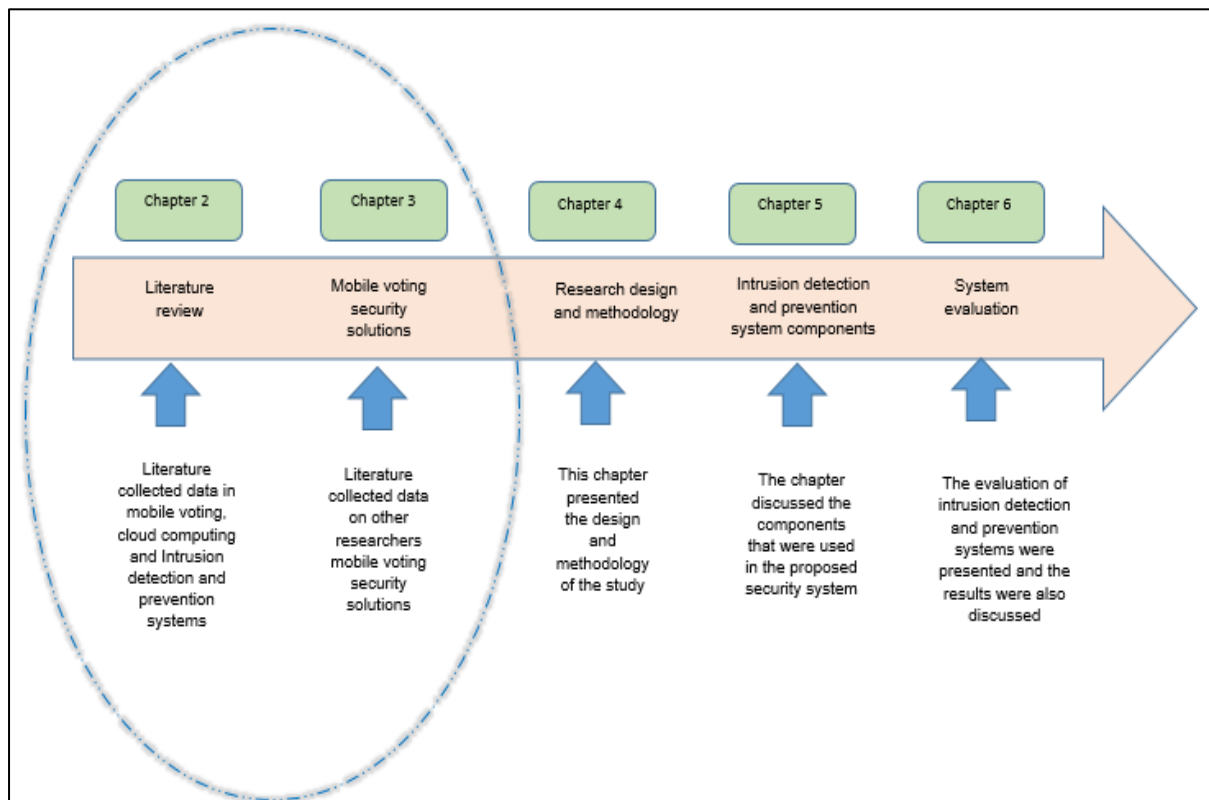 Chapter 2
Chapter 3
Chapter 4
Chapter 5
Chapter 6
Literature
review
Mobile voting
security
solutions
Research design
and methodology
Intrusion detection
and prevention
system components
System
evaluation
Literature
collected data in
mobile voting,
cloud computing
and Intrusion
detection and
prevention
systems
Literature
collected data
on other
researchers
mobile voting
security
solutions
This chapter
presented
the design
and
methodology
of the study
The chapter
discussed the
components
that were used
in the proposed
security system
The evaluation of
intrusion detection
and prevention
systems were
presented and the
results were also
discussed